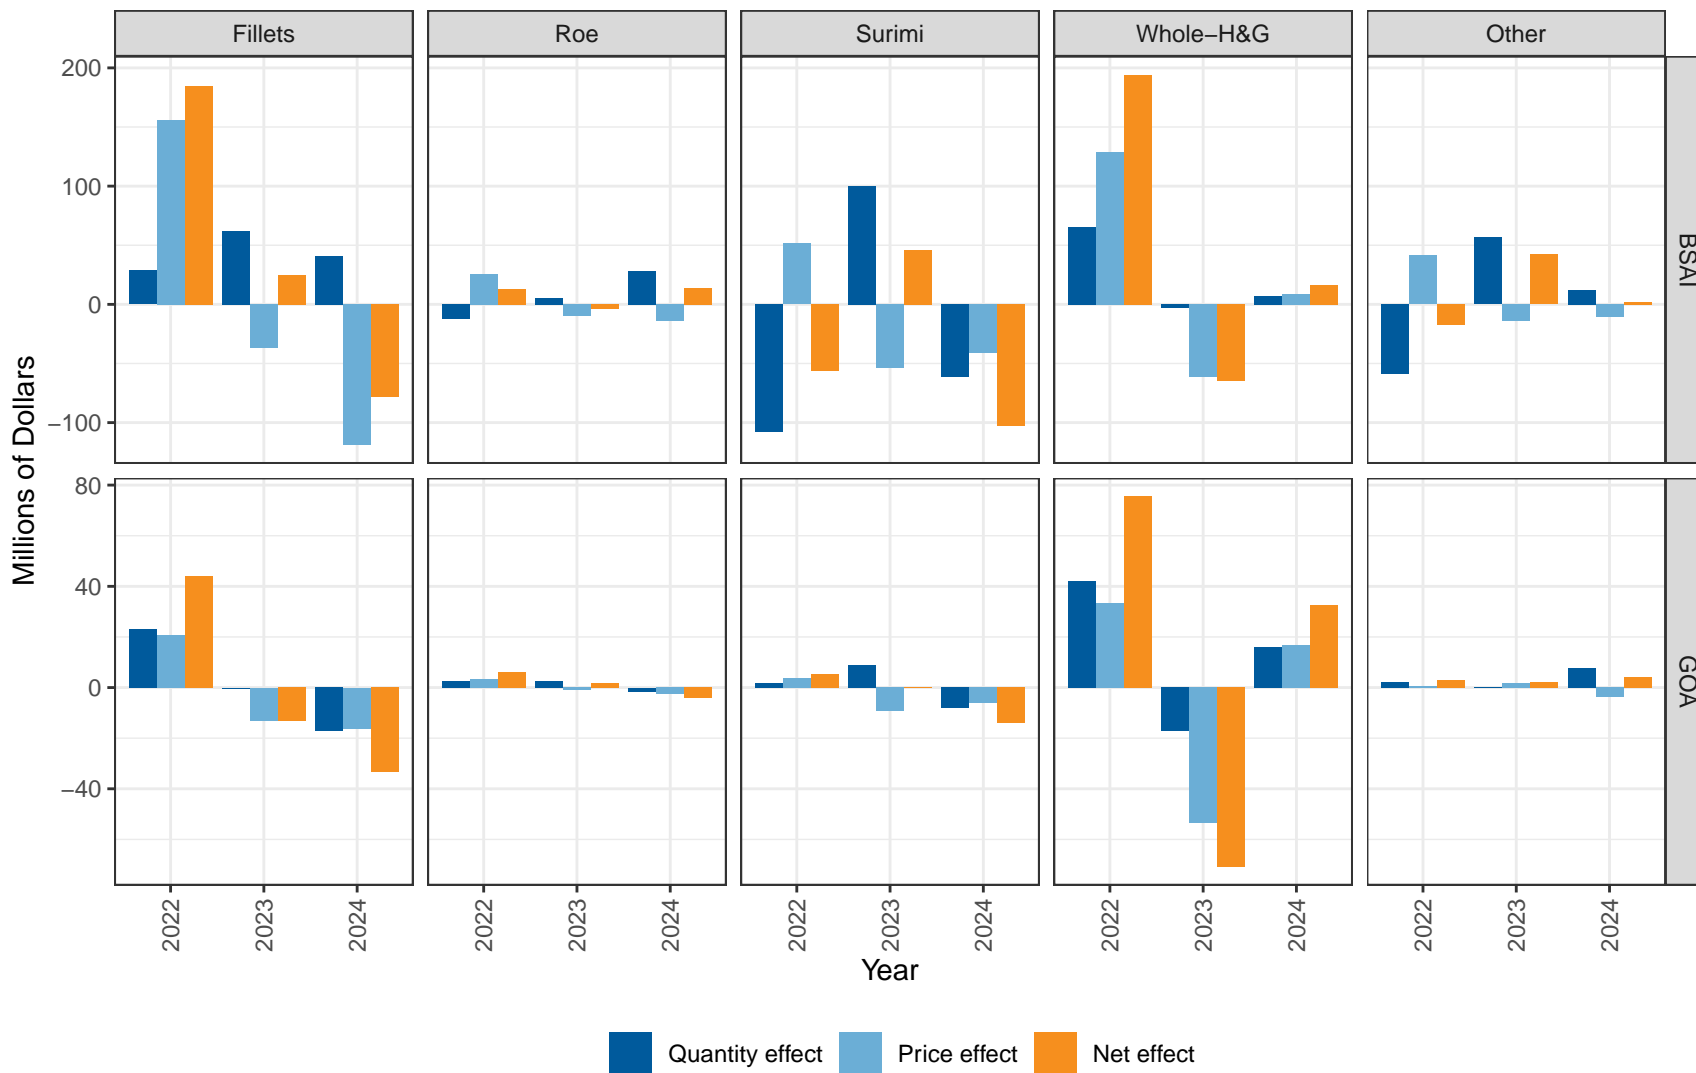 Fillets Roe Surimi Whole−H&G Other
200
100
0
−100
BSAI
80
40
0
−40
GOA
Millions of Dollars
2022 2023 2024 2022 2023 2024 2022 2023 2024 2022 2023 2024 2022 2023 2024
Year
Quantity effect Price effect Net effect